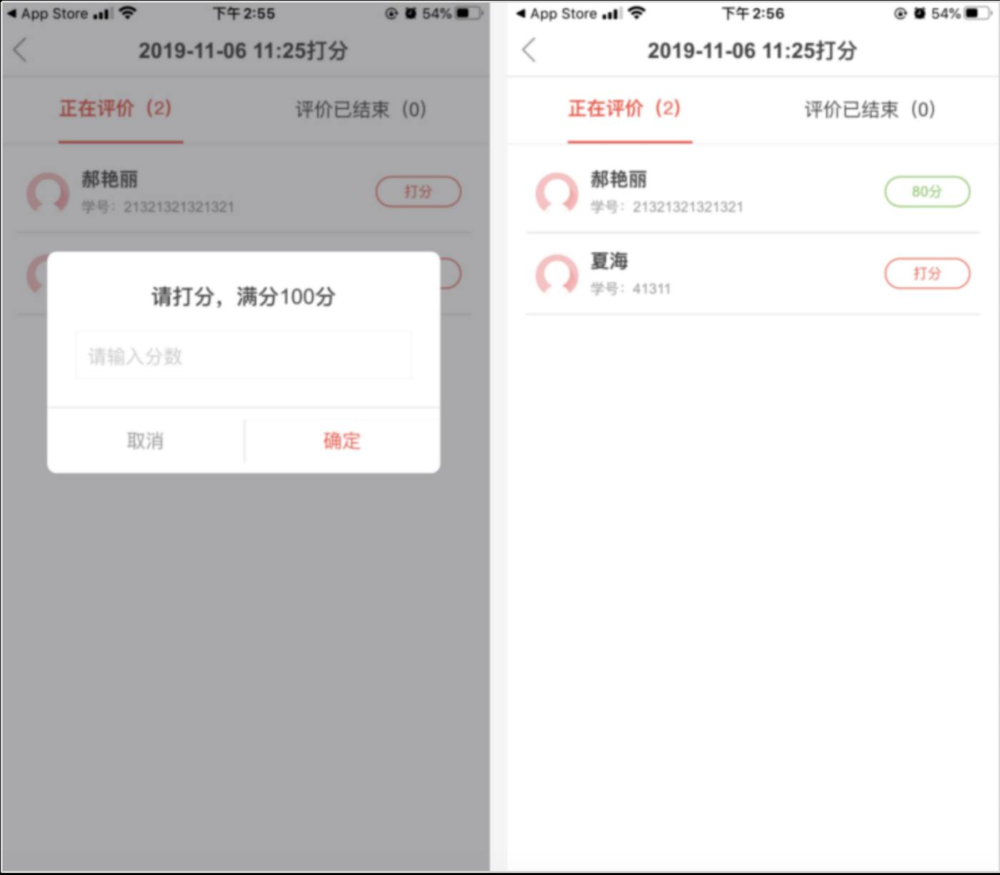 App Store 下午 2:55 54%
2019-11-06 11:25打分
正在评价（2） 评价已结束（0）
郝艳丽
学号：21321321321321
打分
请打分，满分100分
请输入分数
取消 确定
App Store 下午 2:56 54%
2019-11-06 11:25打分
正在评价（2） 评价已结束（0）
郝艳丽
学号：21321321321321
80分
夏海
学号：41311
打分